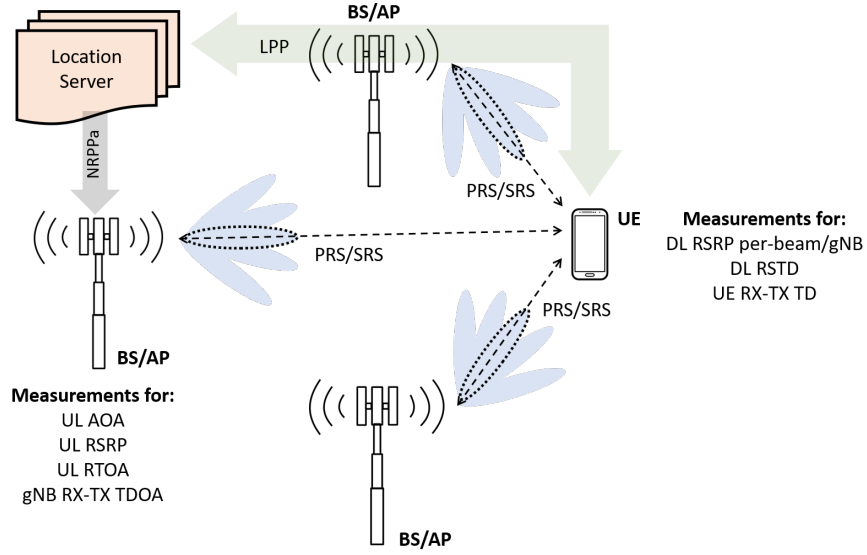 BS/AP
Location
Server
LPP
NRPPa
PRS/SRS
UE
PRS/SRS
PRS/SRS
Measurements for:
DL RSRP per-beam/gNB
DL RSTD
UE RX-TX TD
BS/AP
Measurements for:
UL AOA
UL RSRP
UL RTOA
gNB RX-TX TDOA
BS/AP